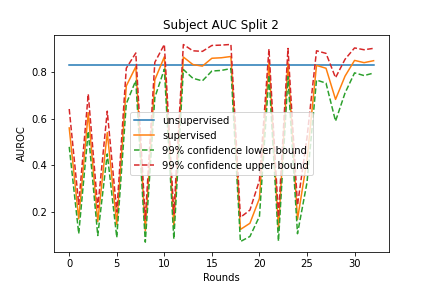 Subject AUC Split 2
0.8
0.6
0.4
0.2
AUROC
unsupervised
supervised
99% confidence lower bound
99% confidence upper bound
0 5 10 15 20 25 30
Rounds